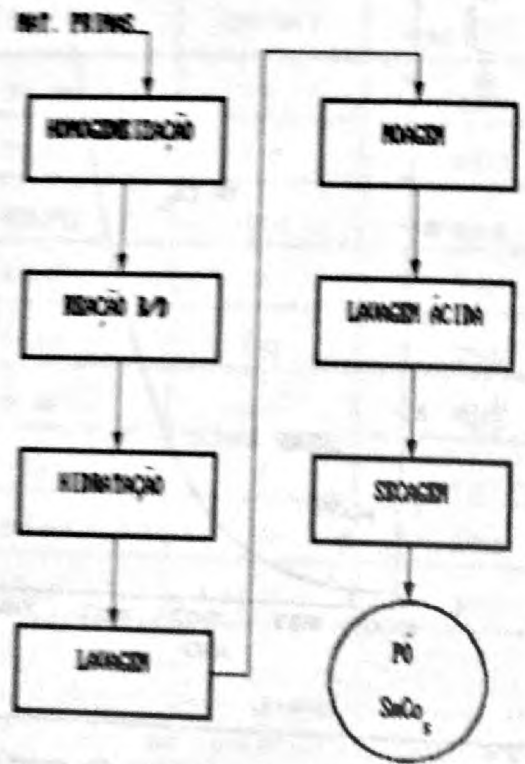 MAT. PRIMAS
HOMOGENEIZAÇÃO
REAÇÃO R/D
HIDRATAÇÃO
LAVAGEM
MOAGEM
LAVAGEM ÁCIDA
SECAGEM
PÓ
SmCo₅